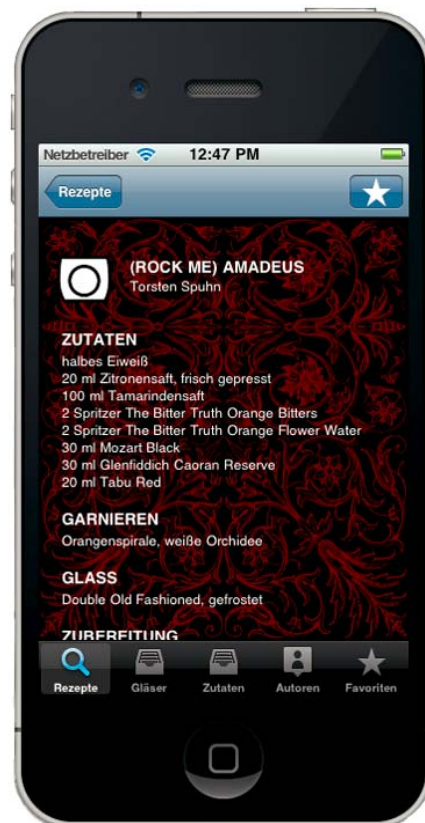 Netzbetreiber 12:47 PM
Rezepte
(ROCK ME) AMADEUS
Torsten Spuhn
ZUTATEN
halbes Eiweiß
20 ml Zitronensaft, frisch gepresst
100 ml Tamarindensaft
2 Spritzer The Bitter Truth Orange Bitters
2 Spritzer The Bitter Truth Orange Flower Water
30 ml Mozart Black
30 ml Glenfiddich Caoran Reserve
20 ml Tabu Red
GARNIEREN
Orangenspirale, weiße Orchidee
GLASS
Double Old Fashioned, gefrostet
ZUBEREITUNG
Rezepte Gläser Zutaten Autoren Favoriten